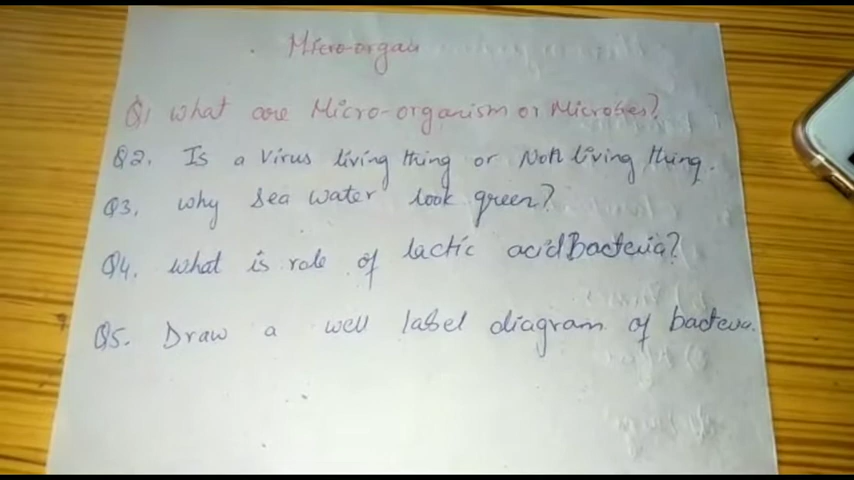 Micro-organi
Q1 What are Micro-organism or Microbes?
Q2. Is a Virus living thing or Non living thing.
Q3. why Sea water look green?
Q4. what is role of lactic acid Bacteria?
Q5. Draw a well label diagram of bacteria.